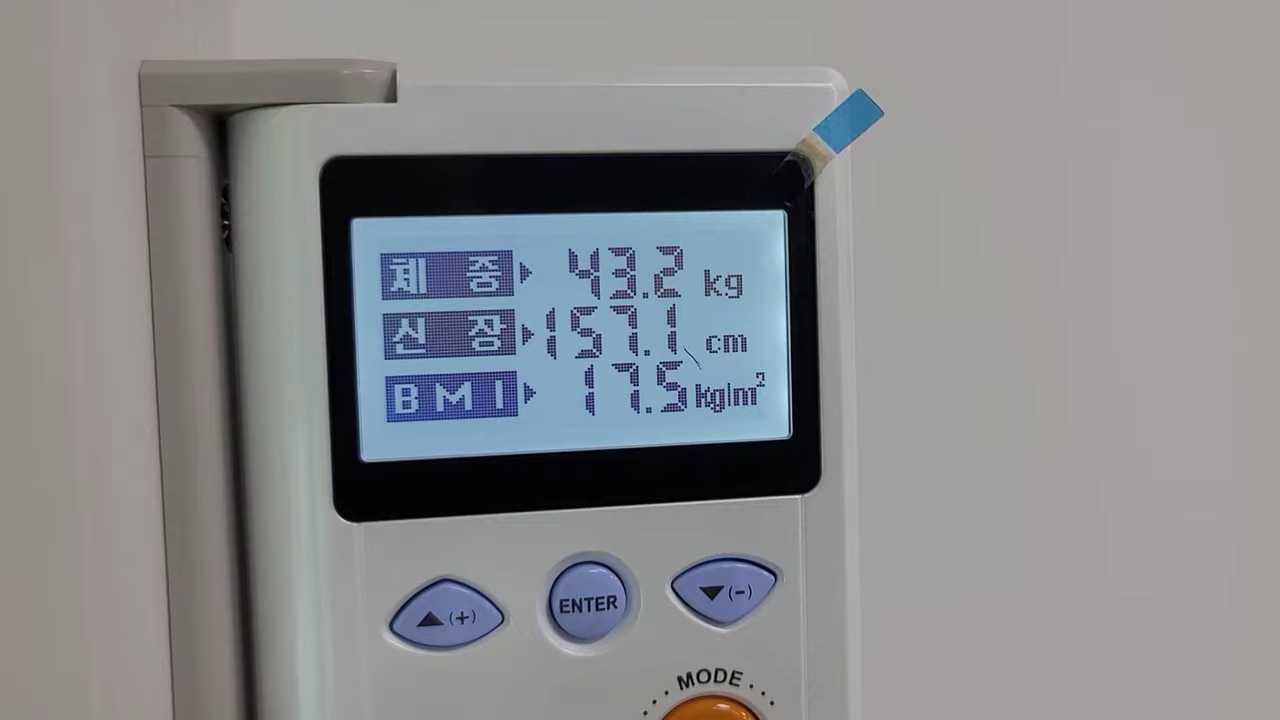 체 중 ▶ 43.2 kg
신 장 ▶ 157.1 cm
BMI ▶ 17.5 kg/m²
▲(+) ENTER ▼(-)
MODE